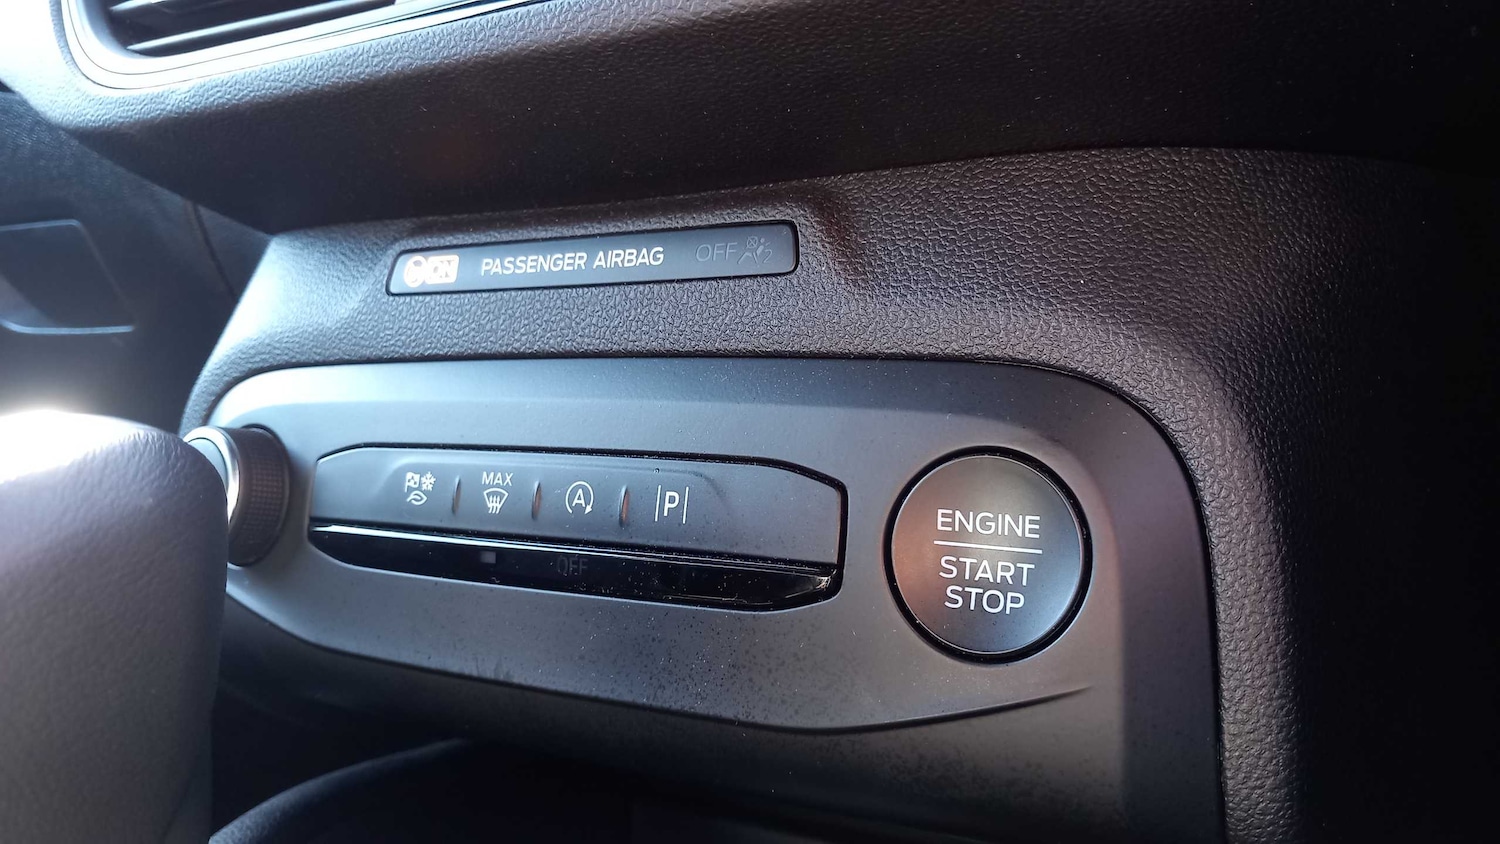 ON PASSENGER AIRBAG OFF
MAX
A
P
OFF
ENGINE
START
STOP